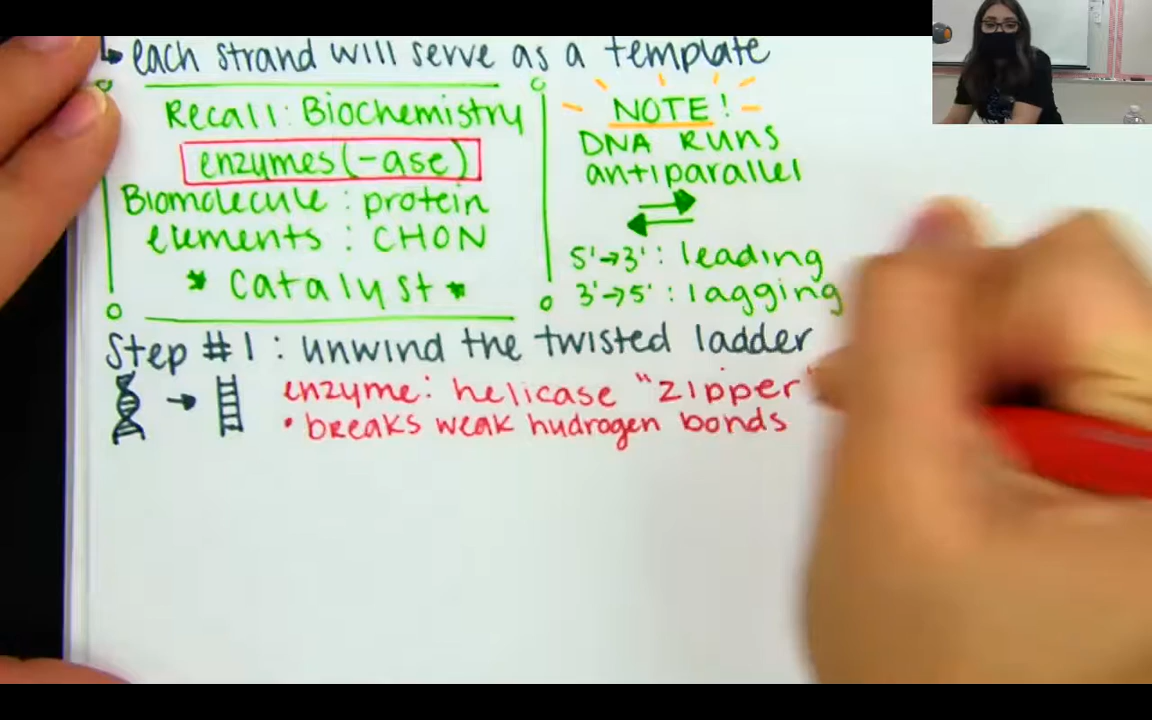 ↳ each strand will serve as a template
Recall: Biochemistry
enzymes (-ase)
Biomolecule : protein
elements : CHON
* Catalyst *
NOTE!
DNA RUNS
antiparallel
5'→3' : leading
3'→5' : lagging
Step #1 : unwind the twisted ladder
enzyme: helicase "zipper"
• breaks weak hydrogen bonds